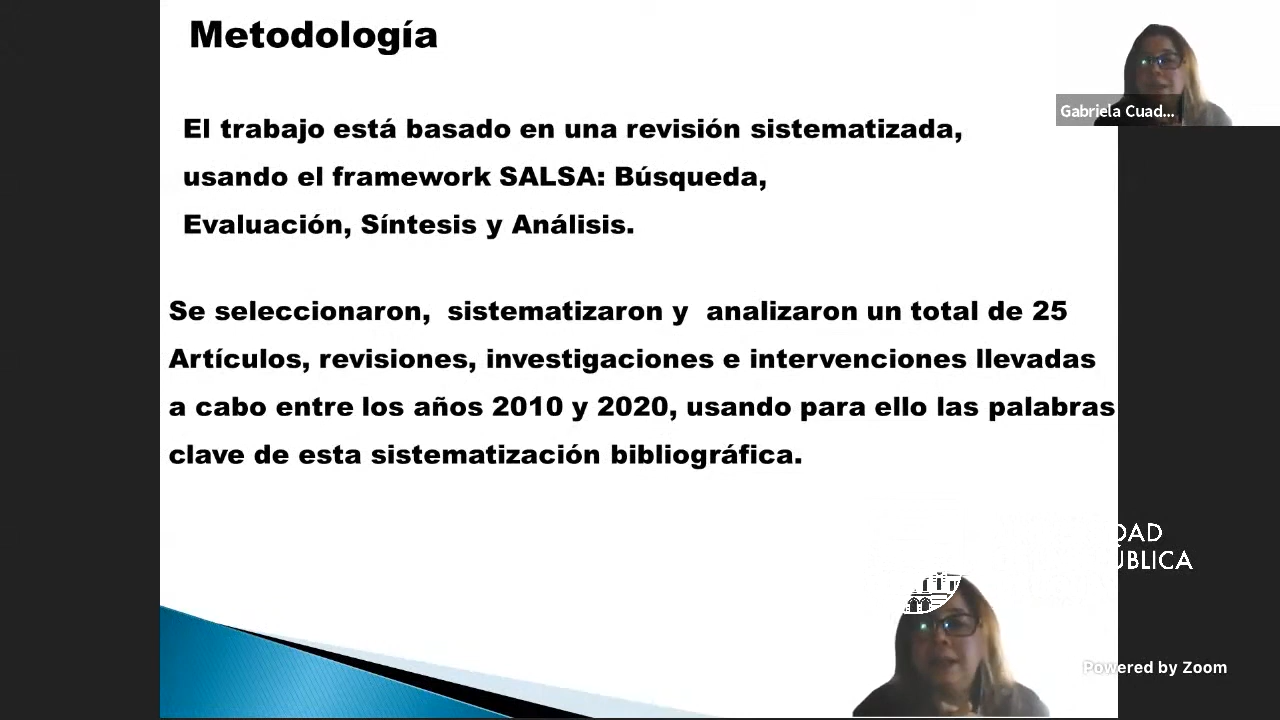 Metodología
Gabriela Cuad...
El trabajo está basado en una revisión sistematizada,
usando el framework SALSA: Búsqueda,
Evaluación, Síntesis y Análisis.
Se seleccionaron,  sistematizaron y  analizaron un total de 25
Artículos, revisiones, investigaciones e intervenciones llevadas
a cabo entre los años 2010 y 2020, usando para ello las palabras
clave de esta sistematización bibliográfica.
DAD
ÚBLICA
Powered by Zoom